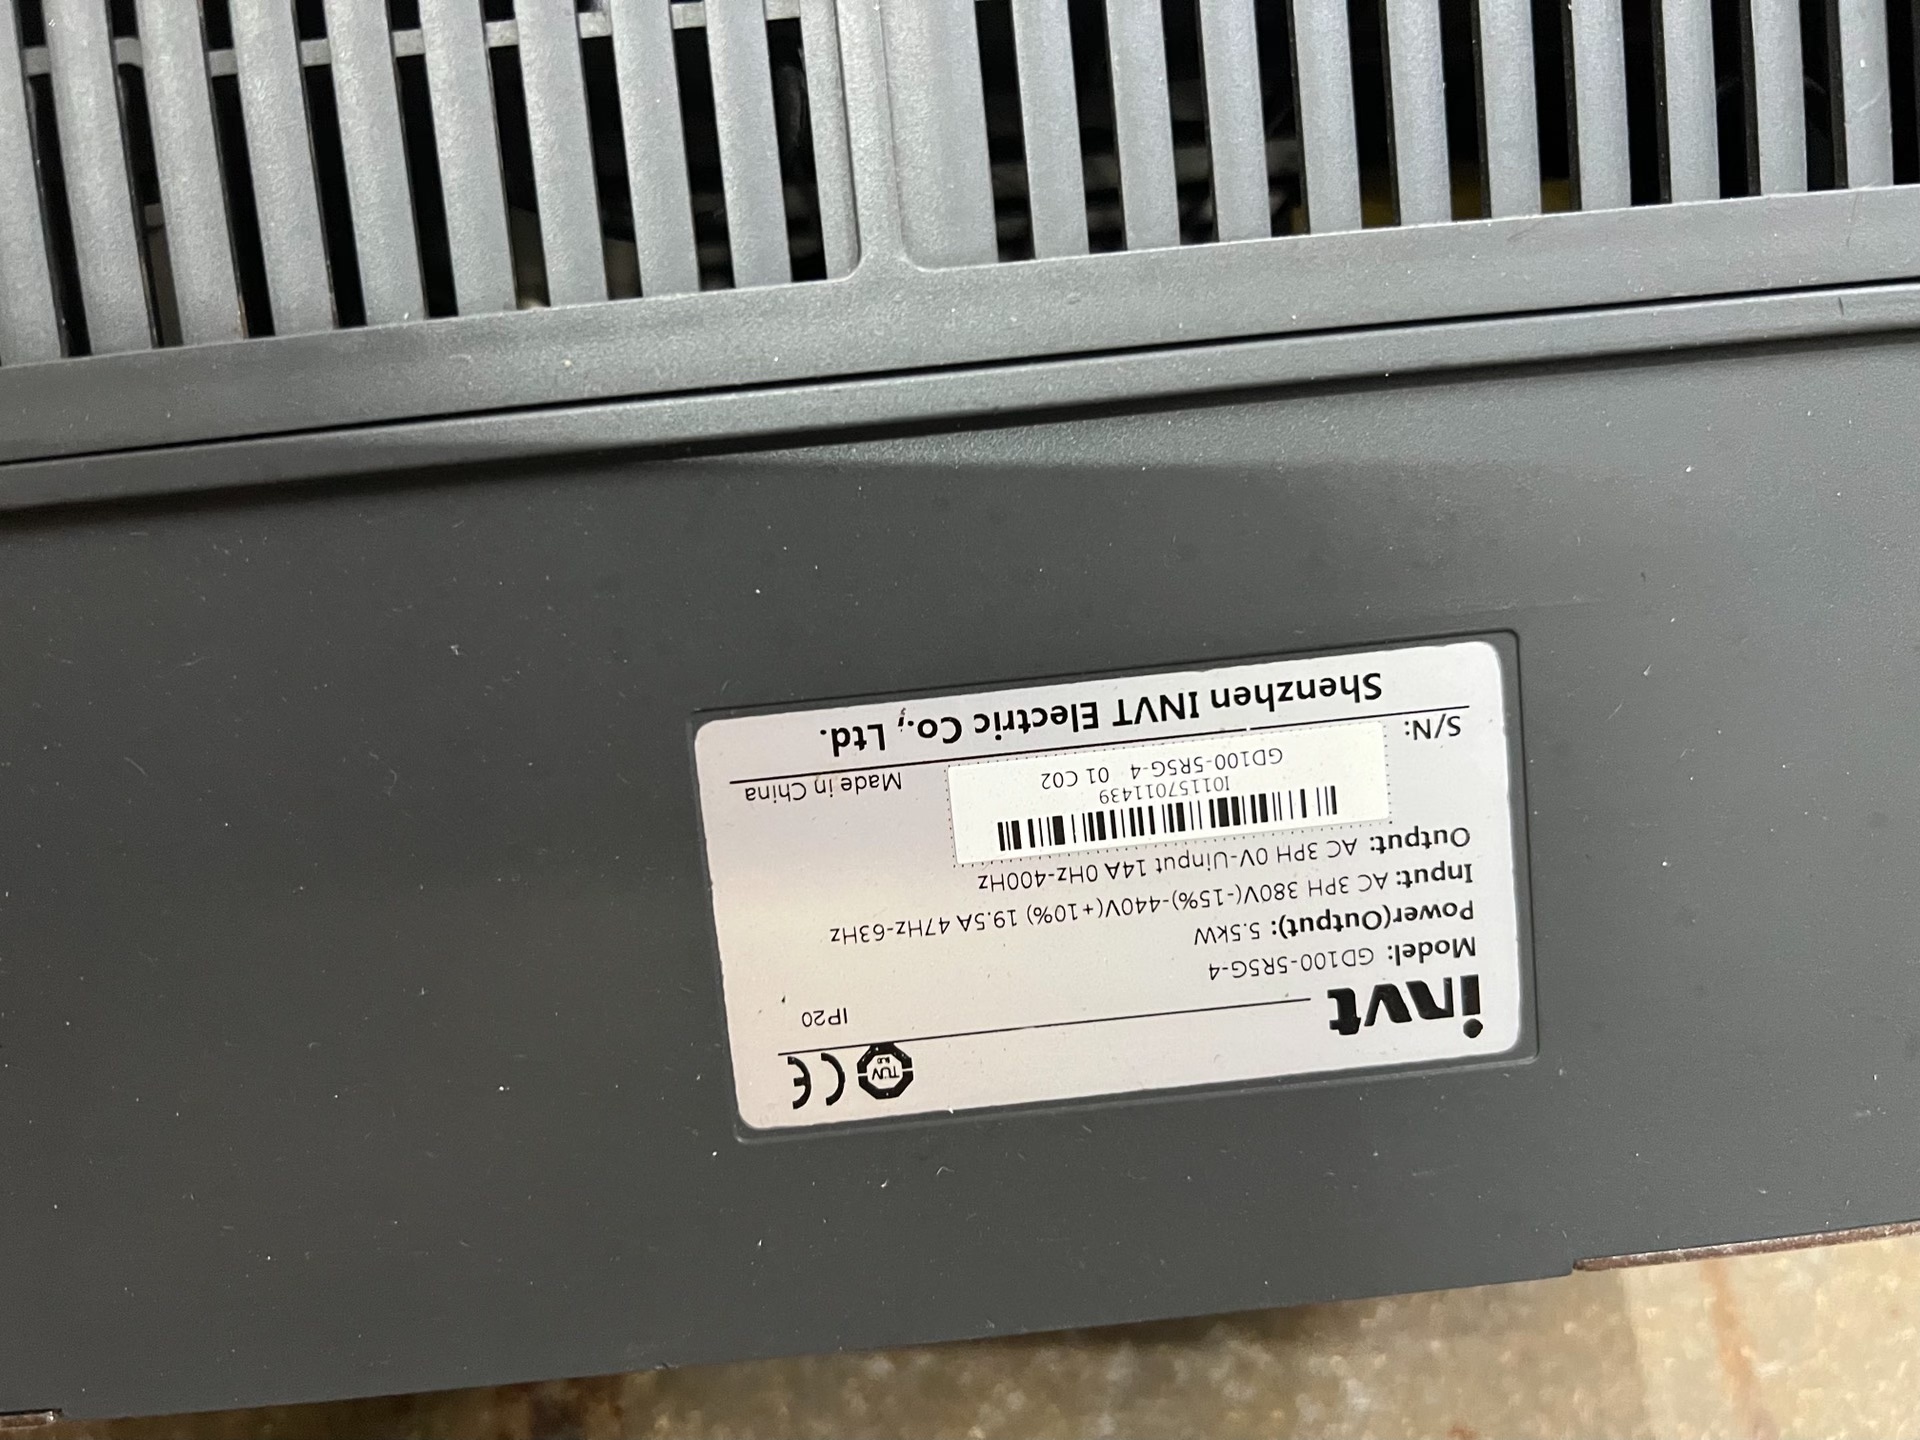 invt
TUV
CE
IP20
Model: GD100-5R5G-4
Power(Output): 5.5kW
Input: AC 3PH 380V(-15%)-440V(+10%) 19.5A 47Hz-63Hz
Output: AC 3PH 0V-Uinput 14A 0Hz-400Hz
S/N:
I01157011439
GD100-5R5G-4 01 C02
Made in China
Shenzhen INVT Electric Co., Ltd.